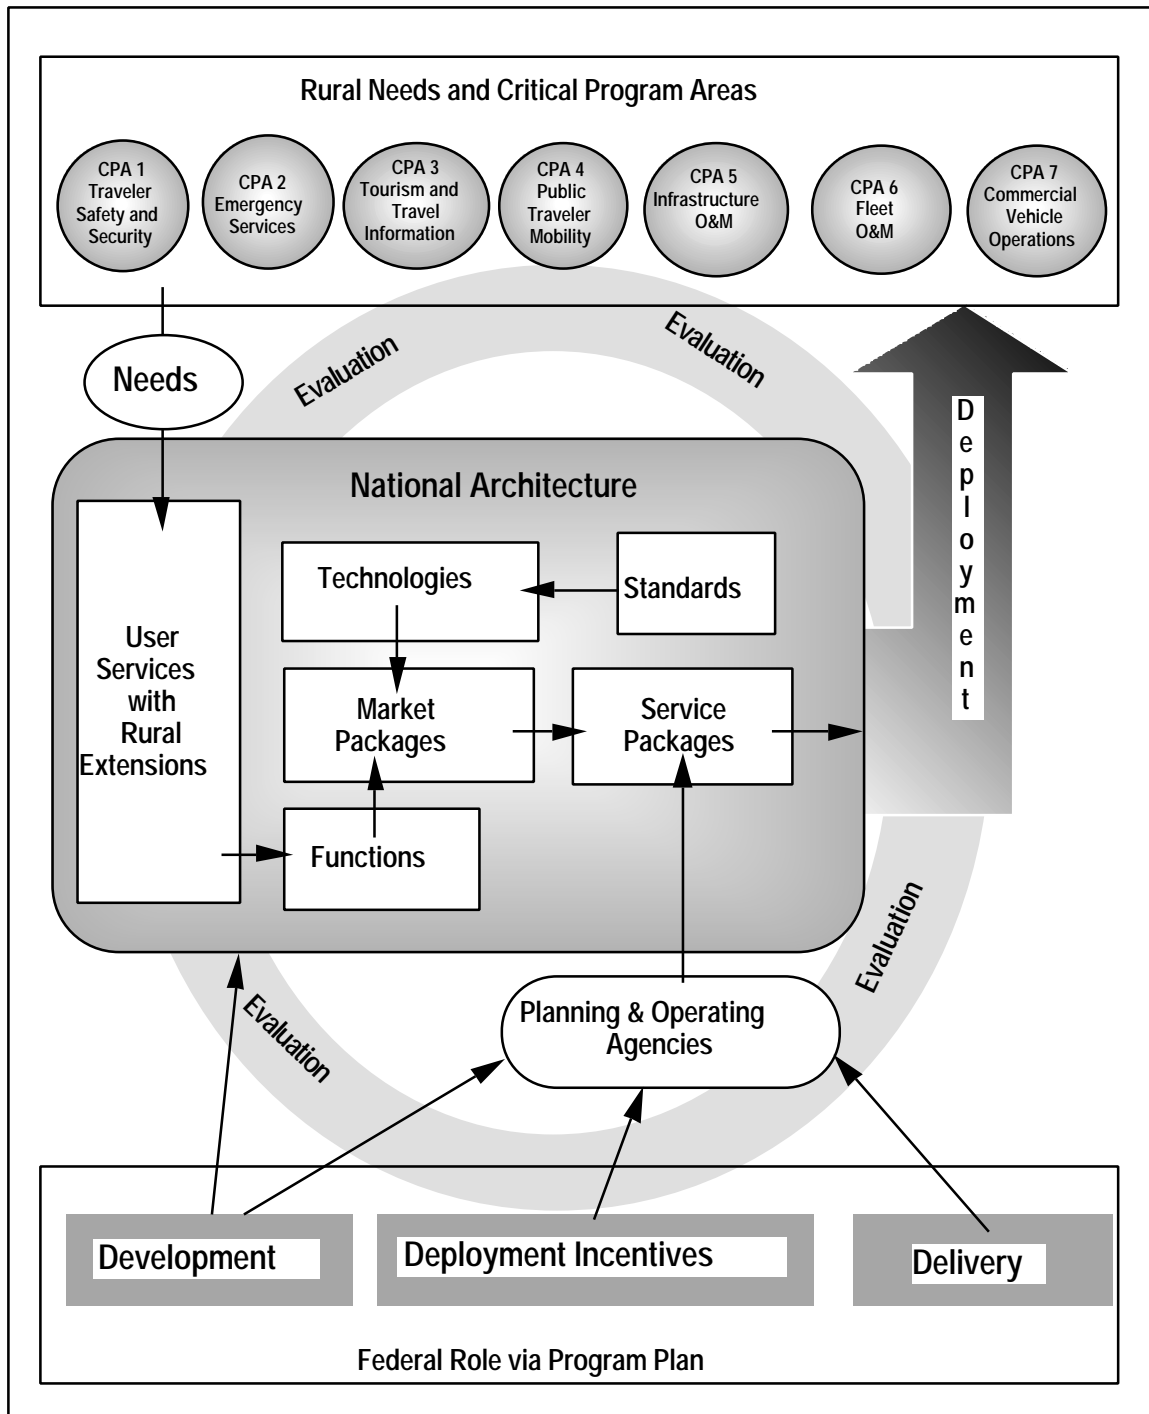 Rural Needs and Critical Program Areas
CPA 1
Traveler
Safety and
Security
CPA 2
Emergency
Services
CPA 3
Tourism and
Travel
Information
CPA 4
Public
Traveler
Mobility
CPA 5
Infrastructure
O&M
CPA 6
Fleet
O&M
CPA 7
Commercial
Vehicle
Operations
Evaluation
Evaluation
Needs
Deployment
National Architecture
Technologies
Standards
User
Services
with
Rural
Extensions
Market
Packages
Service
Packages
Functions
Evaluation
Evaluation
Planning & Operating
Agencies
Development
Deployment Incentives
Delivery
Federal Role via Program Plan